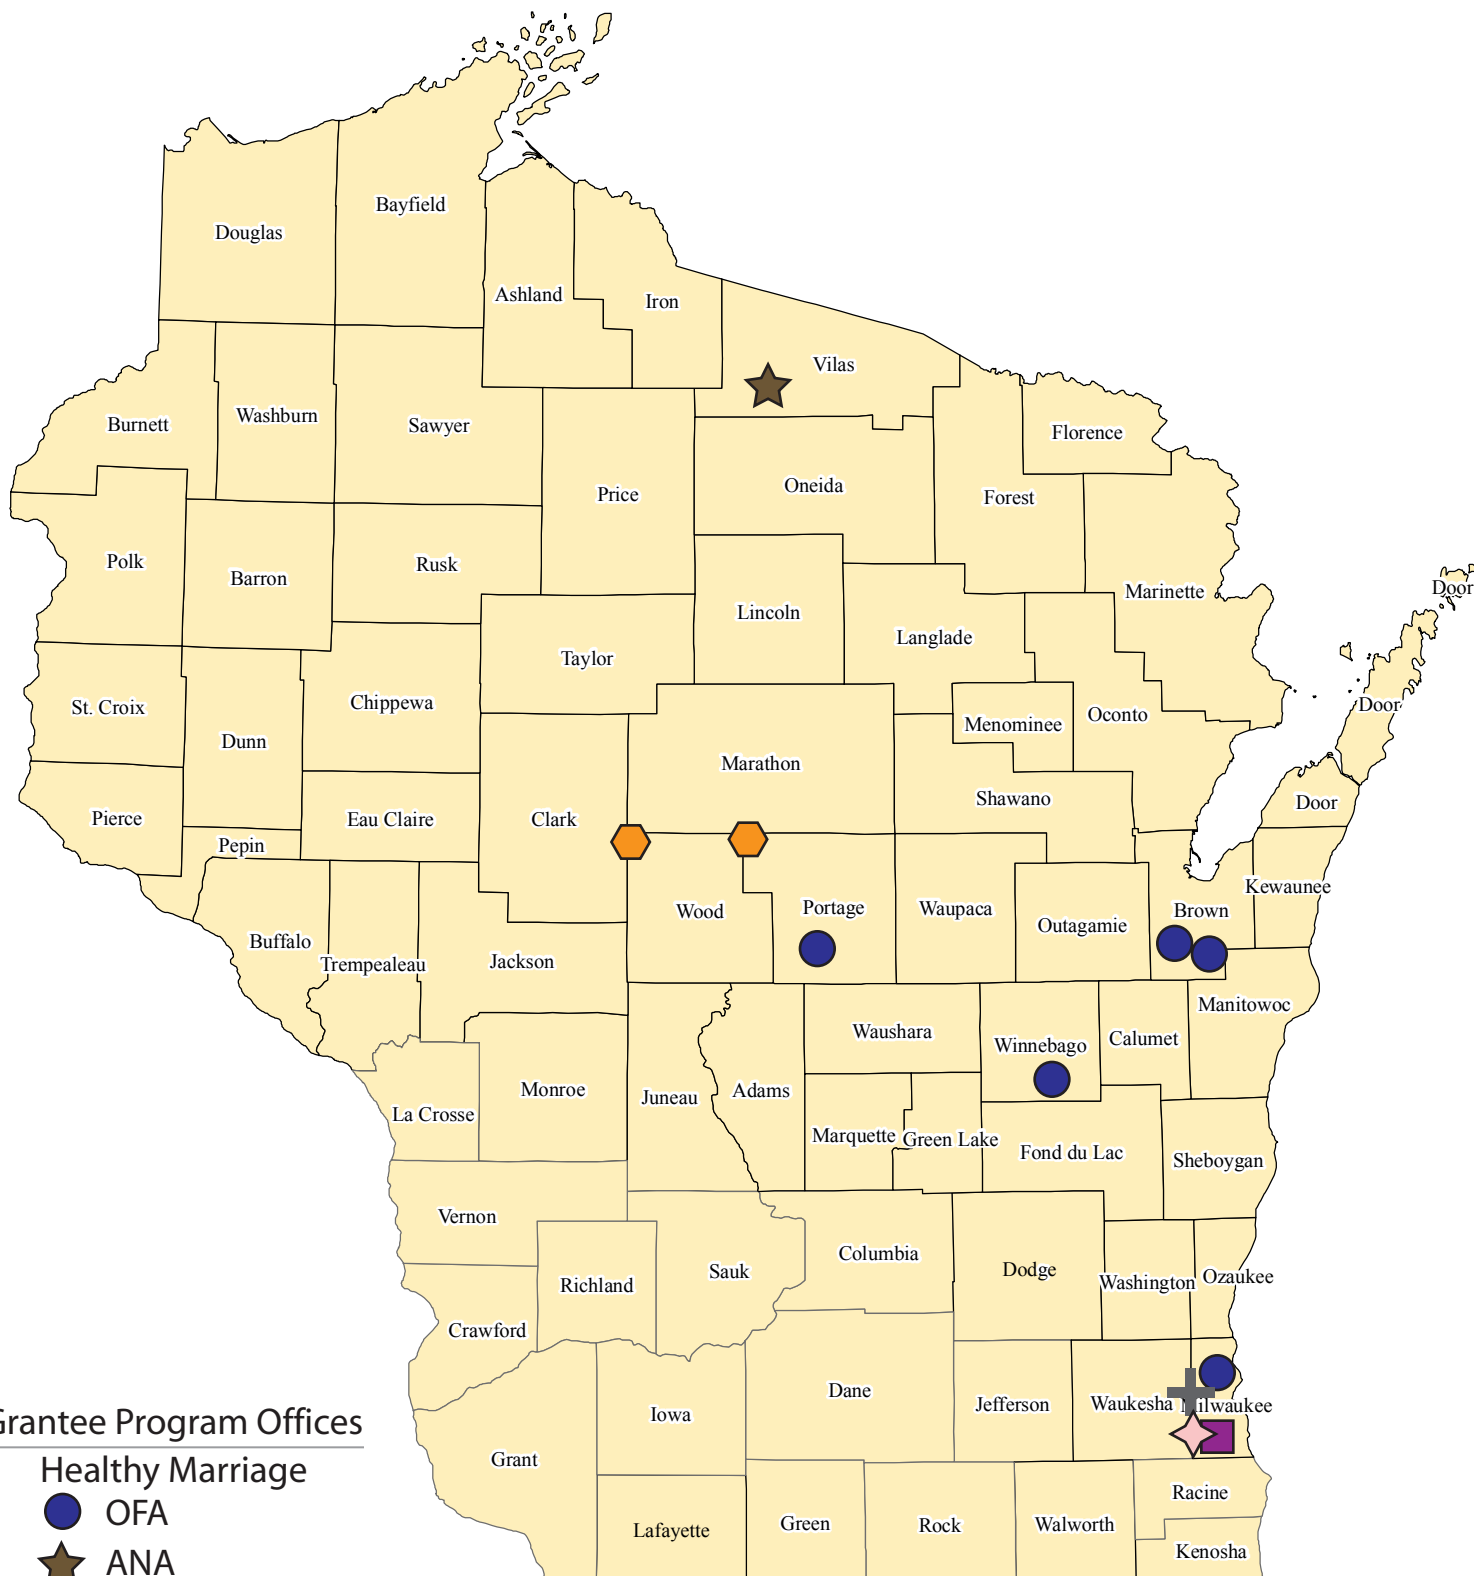 Bayfield
Douglas
Ashland
Iron
Vilas
Burnett
Washburn
Sawyer
Florence
Price
Oneida
Forest
Polk
Barron
Rusk
Marinette
Door
Lincoln
Langlade
Taylor
St. Croix
Chippewa
Menominee
Oconto
Door
Dunn
Marathon
Shawano
Door
Pierce
Eau Claire
Clark
Pepin
Kewaunee
Wood
Portage
Waupaca
Brown
Outagamie
Buffalo
Trempealeau
Jackson
Manitowoc
Waushara
Winnebago
Calumet
Monroe
Juneau
Adams
La Crosse
Marquette
Green Lake
Fond du Lac
Sheboygan
Vernon
Columbia
Sauk
Dodge
Richland
Washington
Ozaukee
Crawford
Dane
Iowa
Jefferson
Waukesha
Milwaukee
Grantee Program Offices
Grant
Healthy Marriage
Racine
OFA
Lafayette
Green
Rock
Walworth
Kenosha
ANA